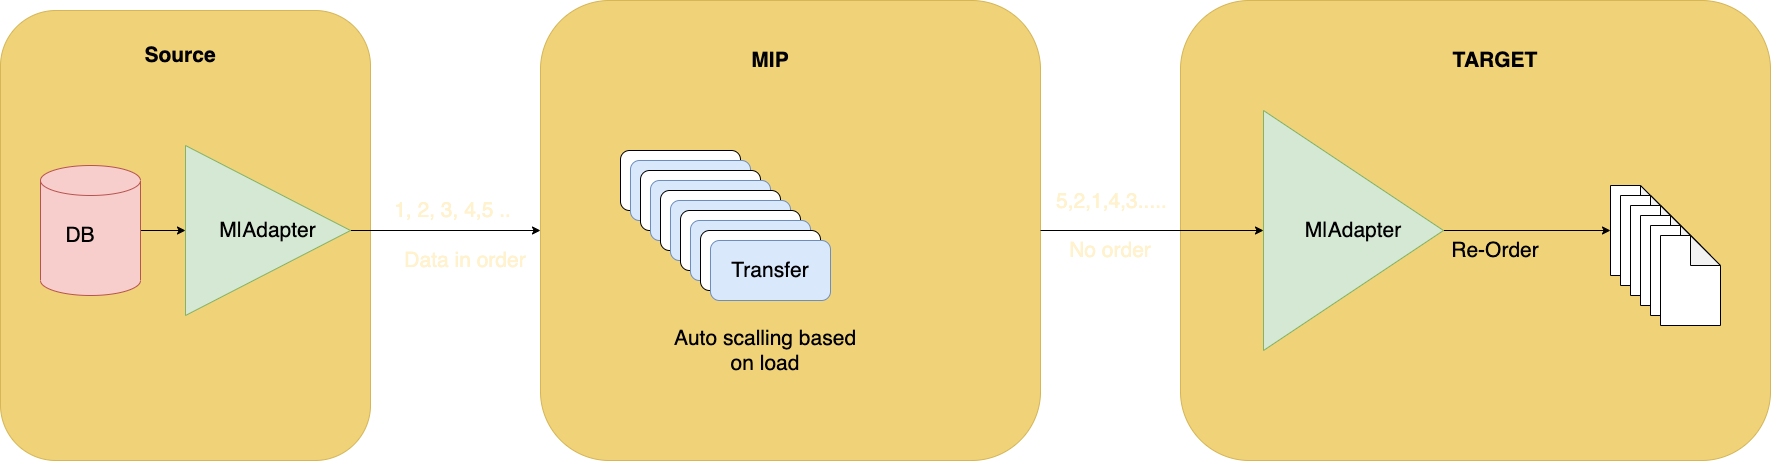 Source
DB
MIAdapter
1, 2, 3, 4,5 ..
Data in order
MIP
Transfer
Auto scalling based
on load
5,2,1,4,3.....
No order
TARGET
MIAdapter
Re-Order